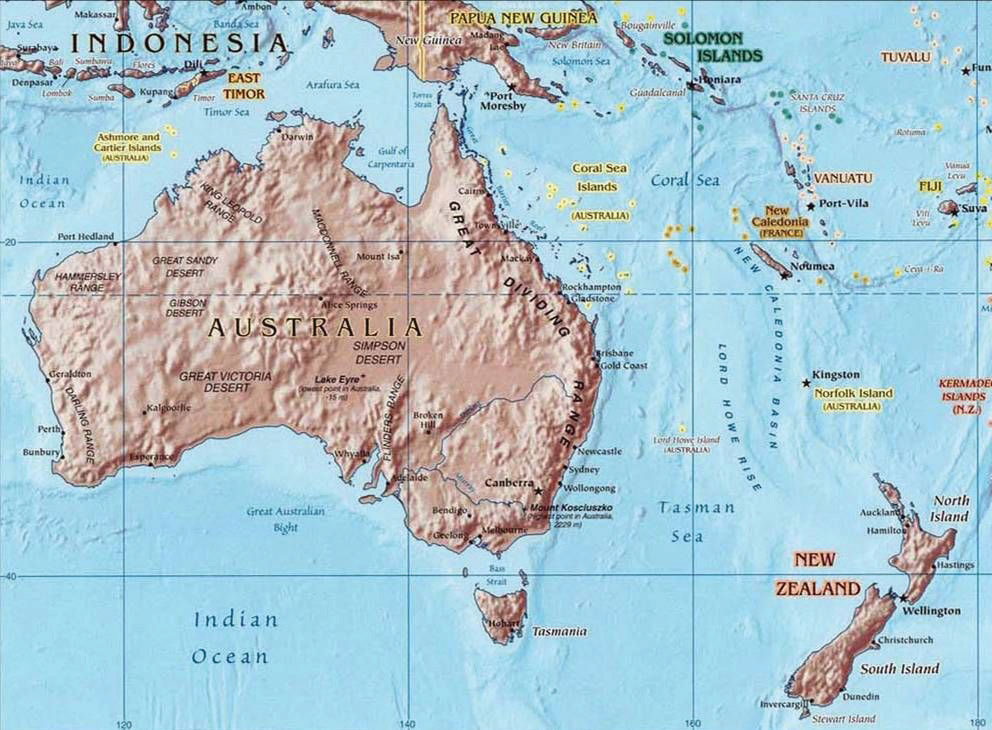 Makassar
Ambon
Java Sea
Banda Sea
PAPUA NEW GUINEA
Bougainville
Surabaya
INDONESIA
New Guinea
Madang
Lae
New Britain
SOLOMON
ISLANDS
TUVALU
Bali
Sumbawa
Flores
Dili
Solomon Sea
Denpasar
Lombok
Sumba
Kupang
Timor
EAST
TIMOR
Arafura Sea
Torres
Strait
Port
Moresby
Guadalcanal
Honiara
SANTA CRUZ
ISLANDS
Timor Sea
Ashmore and
Cartier Islands
(AUSTRALIA)
Darwin
Gulf of
Carpentaria
Great
Barrier
Reef
Coral Sea
Islands
(AUSTRALIA)
Coral Sea
Rotuma
Vanua
Levu
VANUATU
FIJI
Port-Vila
Suva
Viti
Levu
Indian
Ocean
KING LEOPOLD
RANGE
Cairns
New
Caledonia
(FRANCE)
Port Hedland
20
MACDONNELL RANGE
Mount Isa
Townsville
Mackay
GREAT DIVIDING RANGE
Noumea
Ceva-i-Ra
HAMMERSLEY
RANGE
GREAT SANDY
DESERT
GIBSON
DESERT
Alice Springs
Rockhampton
Gladstone
NEW CALEDONIA BASIN
AUSTRALIA
SIMPSON
DESERT
Brisbane
Gold Coast
LORD HOWE RISE
Geraldton
GREAT VICTORIA
DESERT
Lake Eyre
(lowest point in Australia,
-15 m)
Kingston
Norfolk Island
(AUSTRALIA)
KERMADEC
ISLANDS
(N.Z.)
DARLING RANGE
Kalgoorlie
FLINDERS RANGE
Broken
Hill
Darling
Perth
Bunbury
Esperance
Whyalla
Adelaide
Murray
Newcastle
Lord Howe Island
(AUSTRALIA)
Sydney
Canberra
Wollongong
Great Australian
Bight
Bendigo
Mount Kosciuszko
(highest point in Australia,
2229 m)
Geelong
Melbourne
Tasman
Sea
Auckland
Hamilton
North
Island
Bass
Strait
40
NEW
ZEALAND
Hastings
Wellington
Indian
Ocean
Hobart
Tasmania
Christchurch
South Island
Dunedin
Invercargill
Stewart Island
120
140
160
180